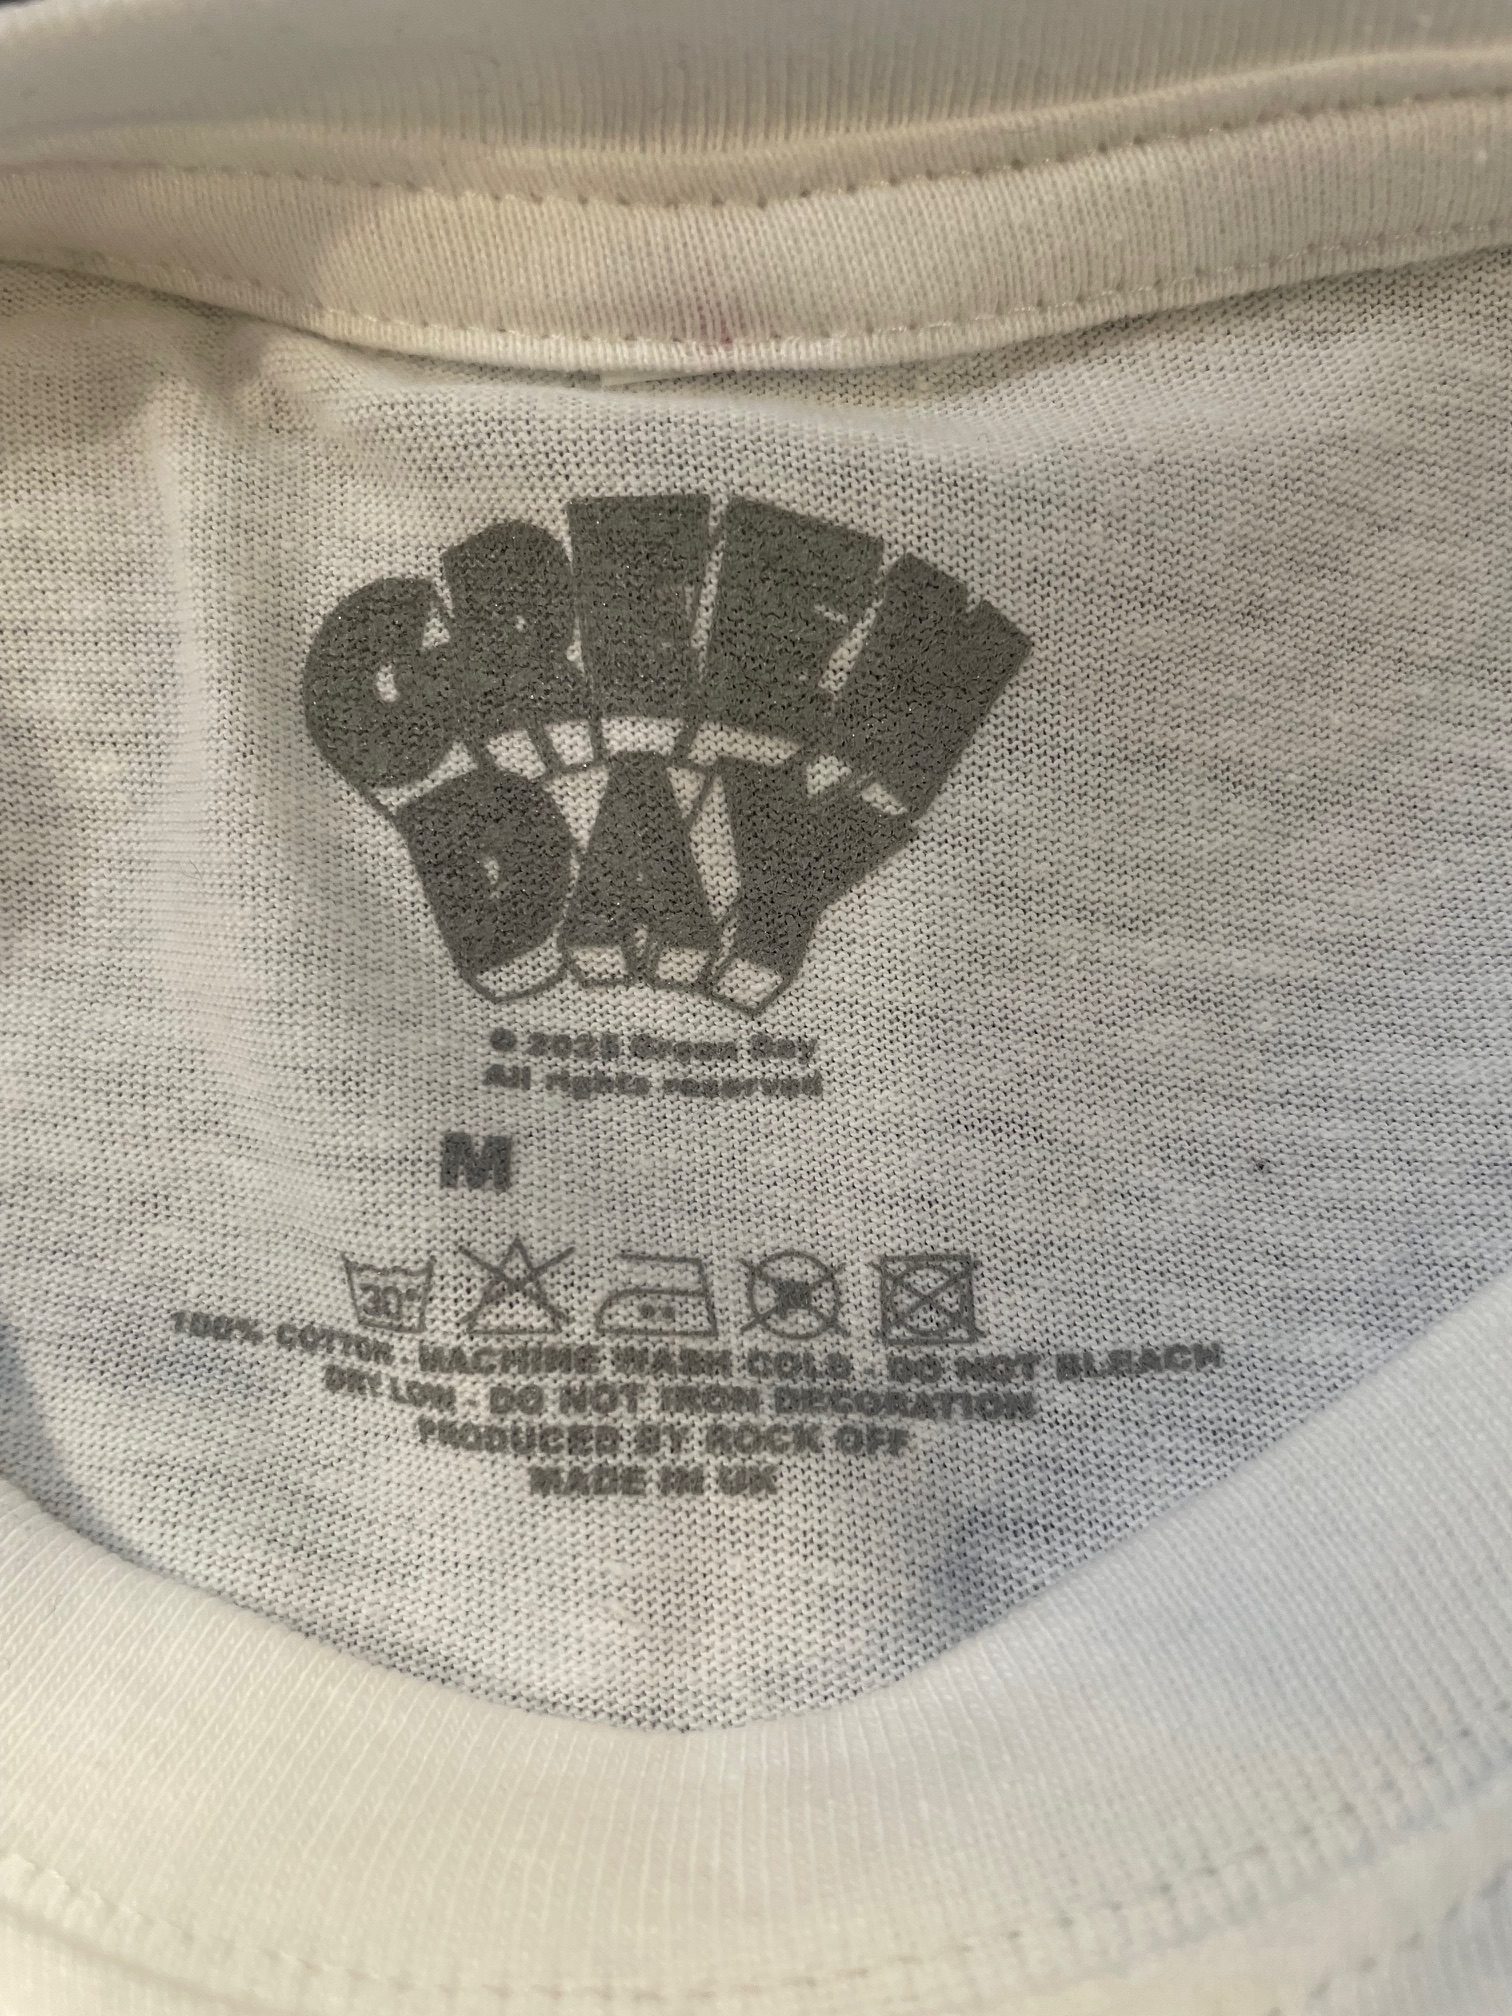 GREEN
DAY
© 2023 Green Day
All rights reserved
M
30°
100% COTTON - MACHINE WASH COLD - DO NOT BLEACH
DRY LOW - DO NOT IRON DECORATION
PRODUCED BY ROCK OFF
MADE IN UK